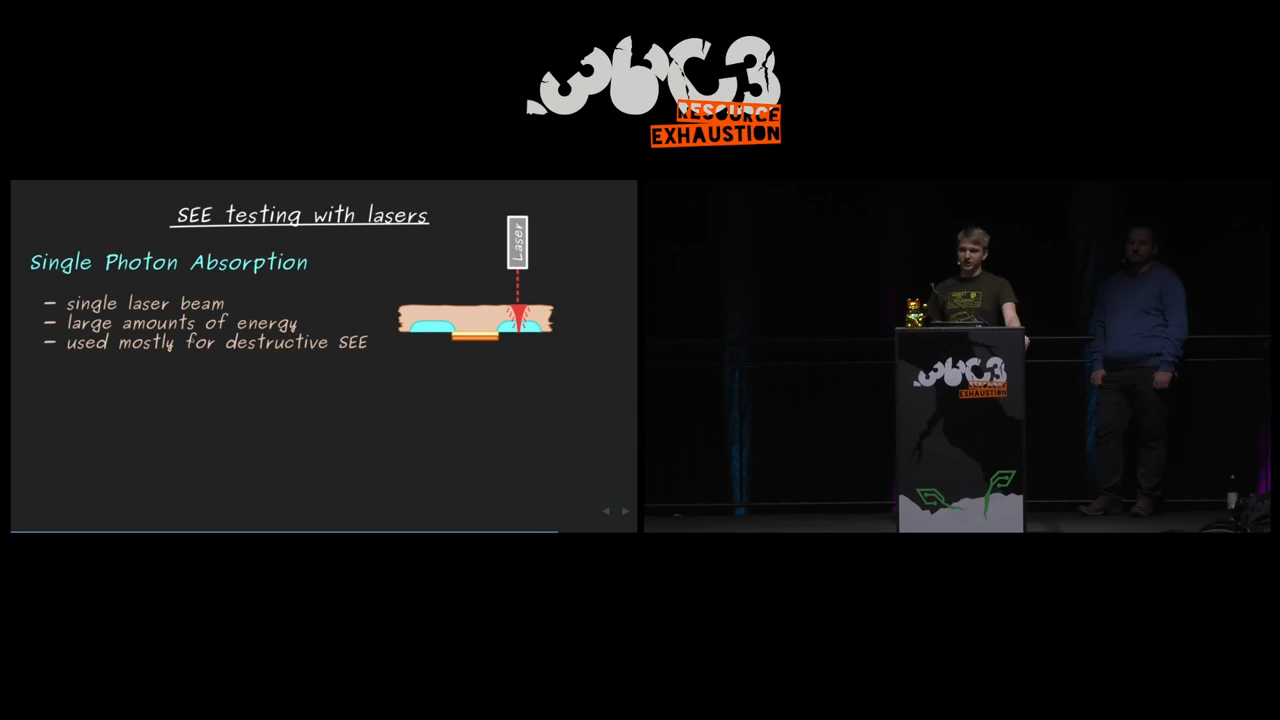 36C3
RESOURCE
EXHAUSTION
SEE testing with lasers
Laser
Single Photon Absorption
- single laser beam
- large amounts of energy
- used mostly for destructive SEE
36C3
RESOURCE
EXHAUSTION